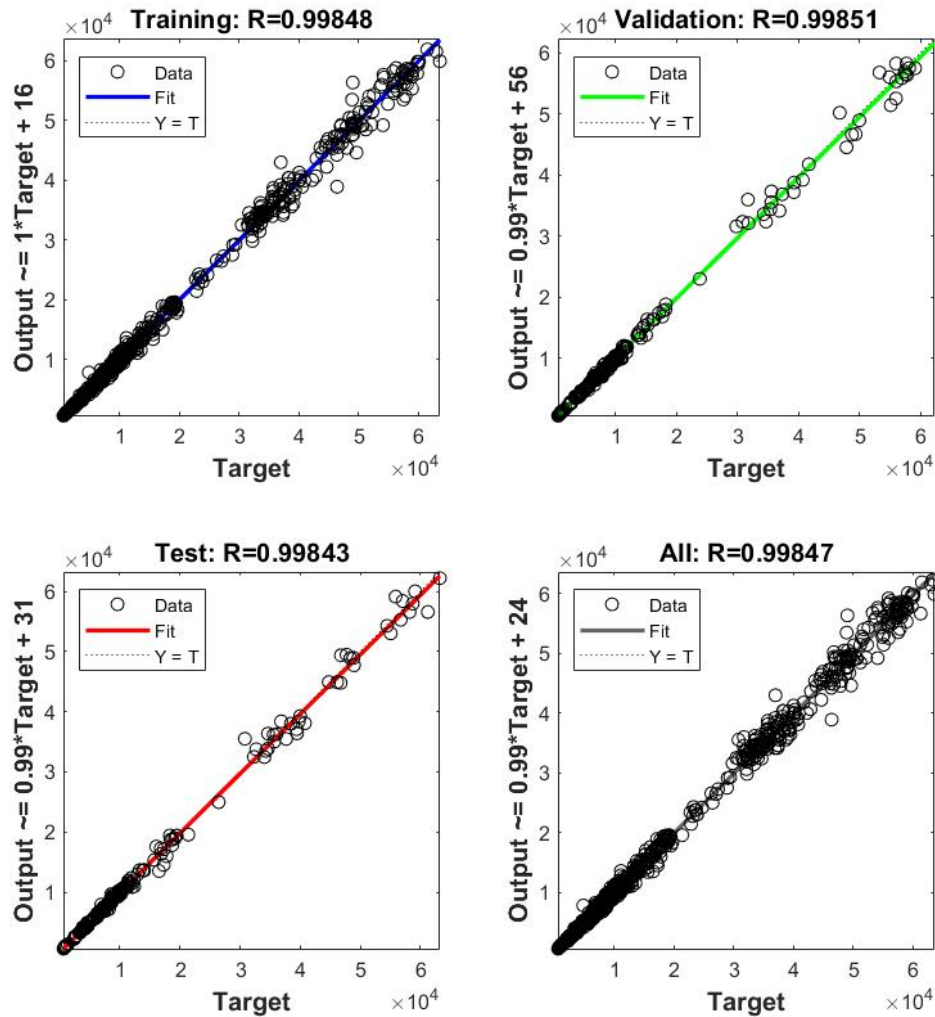 Training: R=0.99848
×10⁴
Output ~= 1*Target + 16
6
5
4
3
2
1
Data
Fit
Y = T
1 2 3 4 5 6
Target
×10⁴
Validation: R=0.99851
×10⁴
Output ~= 0.99*Target + 56
6
5
4
3
2
1
Data
Fit
Y = T
1 2 3 4 5 6
Target
×10⁴
Test: R=0.99843
×10⁴
Output ~= 0.99*Target + 31
6
5
4
3
2
1
Data
Fit
Y = T
1 2 3 4 5 6
Target
×10⁴
All: R=0.99847
×10⁴
Output ~= 0.99*Target + 24
6
5
4
3
2
1
Data
Fit
Y = T
1 2 3 4 5 6
Target
×10⁴